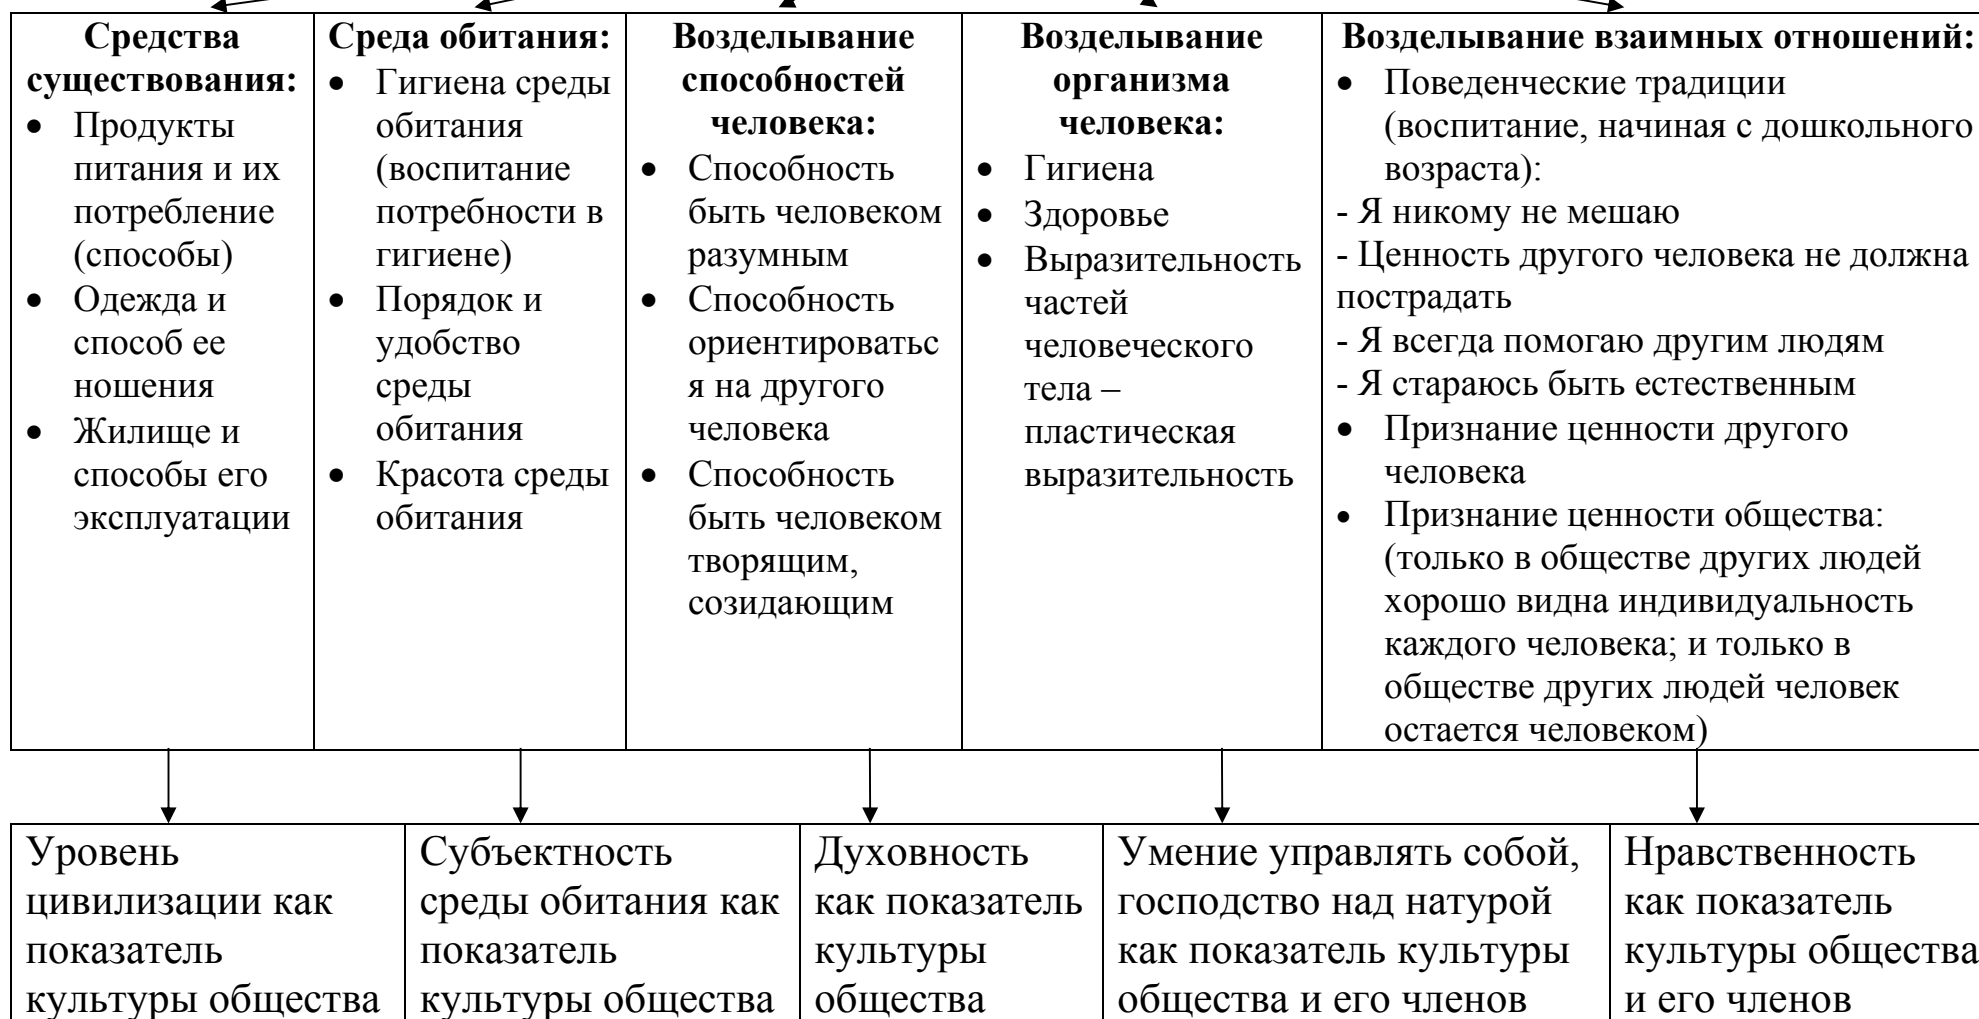 Средства
существования:
• Продукты
питания и их
потребление
(способы)
• Одежда и
способ ее
ношения
• Жилище и
способы его
эксплуатации
Среда обитания:
• Гигиена среды
обитания
(воспитание
потребности в
гигиене)
• Порядок и
удобство
среды
обитания
• Красота среды
обитания
Возделывание
способностей
человека:
• Способность
быть человеком
разумным
• Способность
ориентироватьс
я на другого
человека
• Способность
быть человеком
творящим,
созидающим
Возделывание
организма
человека:
• Гигиена
• Здоровье
• Выразительность
частей
человеческого
тела –
пластическая
выразительность
Возделывание взаимных отношений:
• Поведенческие традиции
(воспитание, начиная с дошкольного
возраста):
- Я никому не мешаю
- Ценность другого человека не должна
пострадать
- Я всегда помогаю другим людям
- Я стараюсь быть естественным
• Признание ценности другого
человека
• Признание ценности общества:
(только в обществе других людей
хорошо видна индивидуальность
каждого человека; и только в
обществе других людей человек
остается человеком)
Уровень
цивилизации как
показатель
культуры общества
Субъектность
среды обитания как
показатель
культуры общества
Духовность
как показатель
культуры
общества
Умение управлять собой,
господство над натурой
как показатель культуры
общества и его членов
Нравственность
как показатель
культуры общества
и его членов